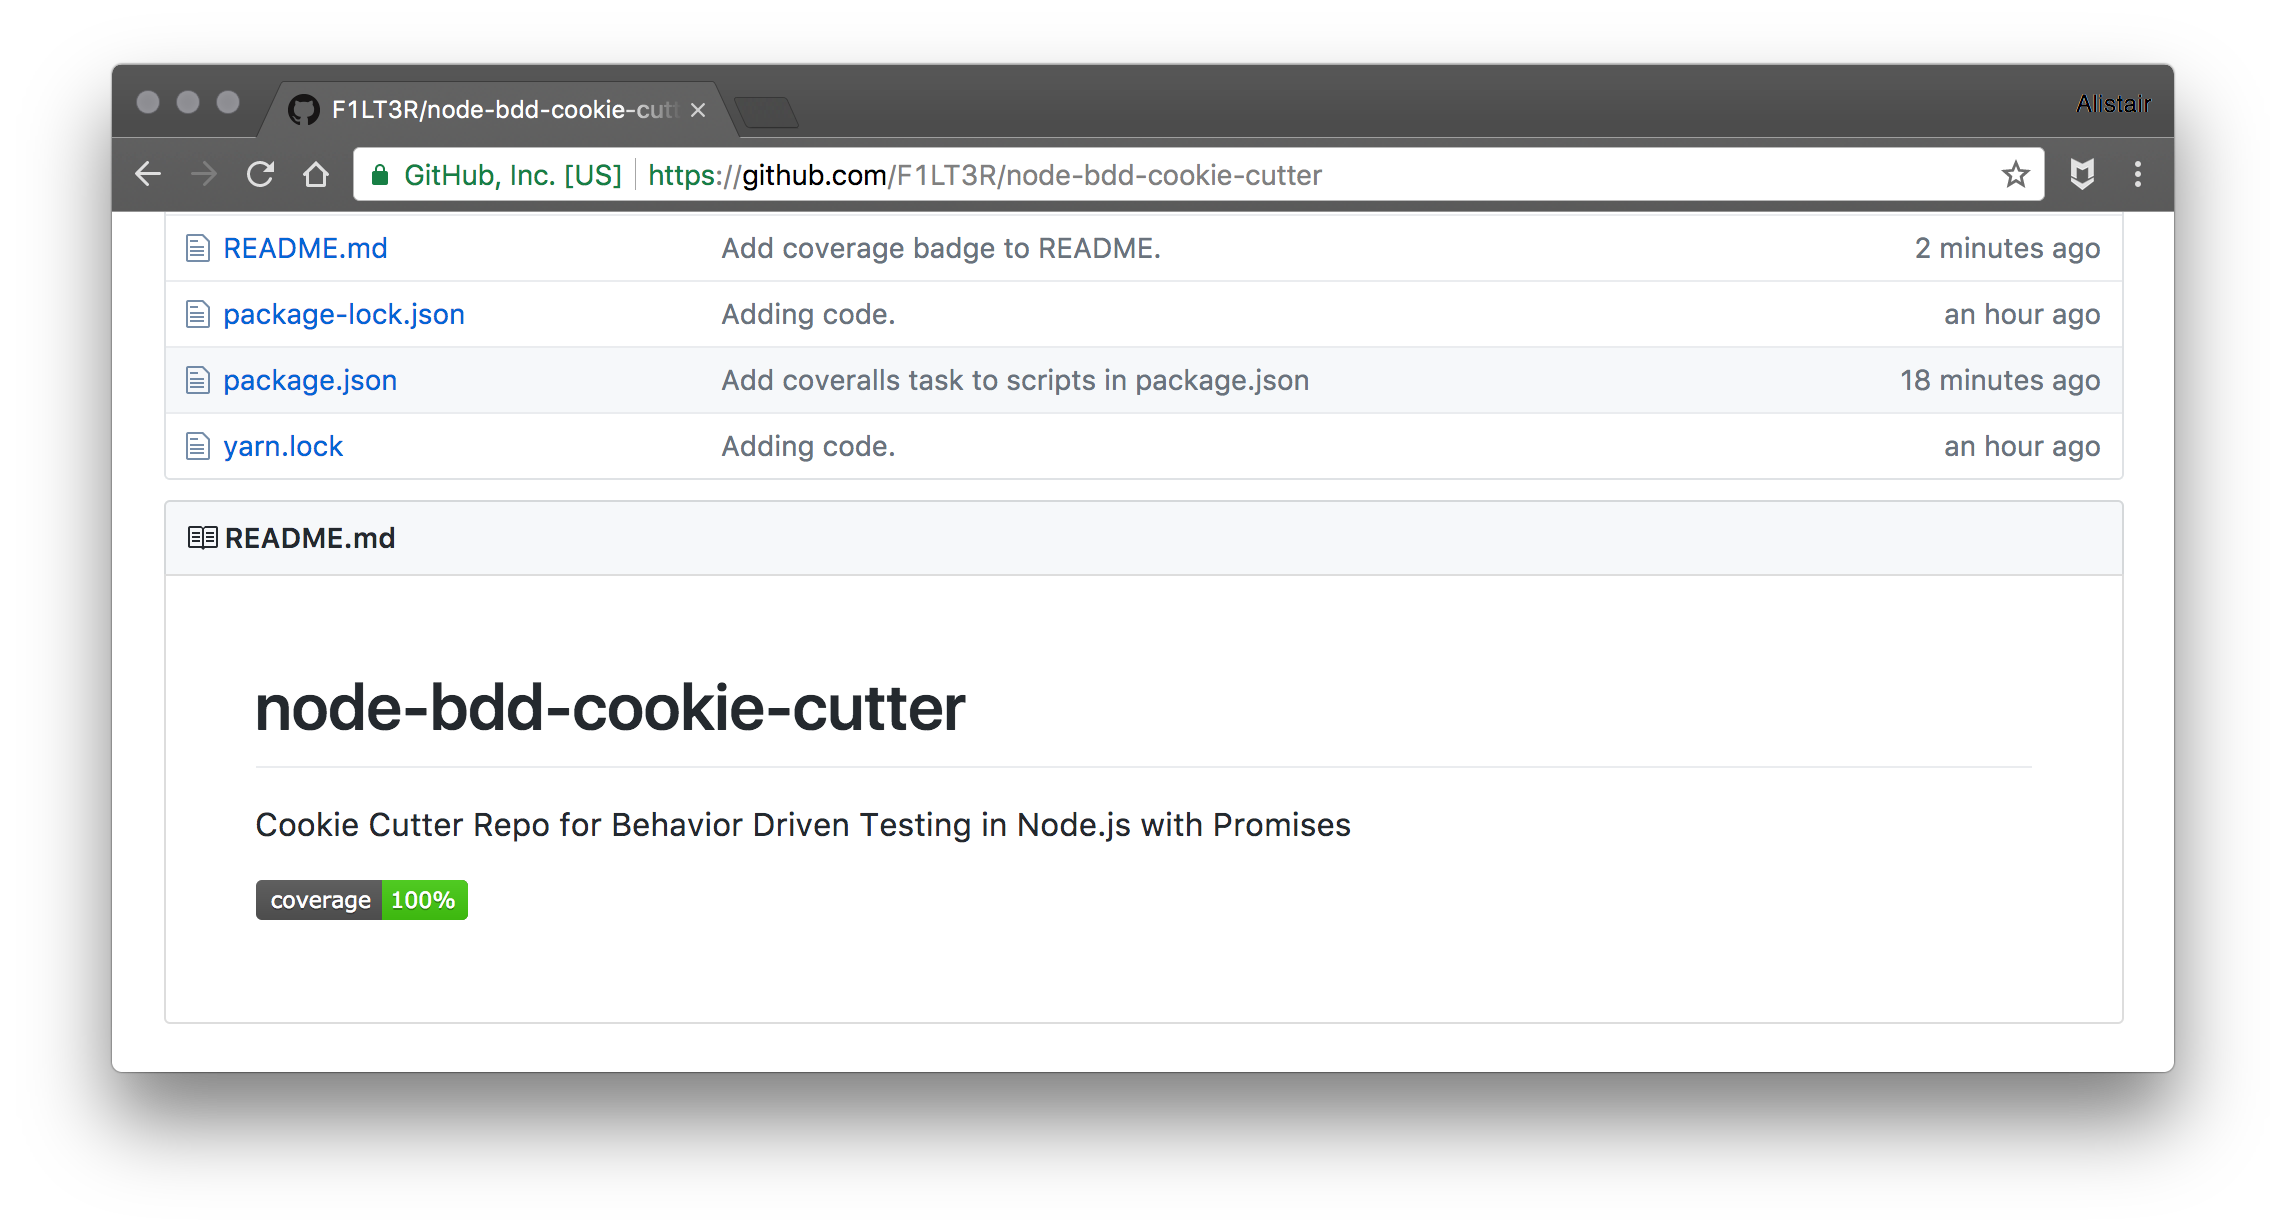 F1LT3R/node-bdd-cookie-cutt
Alistair
GitHub, Inc. [US] https://github.com/F1LT3R/node-bdd-cookie-cutter
README.md Add coverage badge to README. 2 minutes ago
package-lock.json Adding code. an hour ago
package.json Add coveralls task to scripts in package.json 18 minutes ago
yarn.lock Adding code. an hour ago
README.md
node-bdd-cookie-cutter
Cookie Cutter Repo for Behavior Driven Testing in Node.js with Promises
coverage 100%